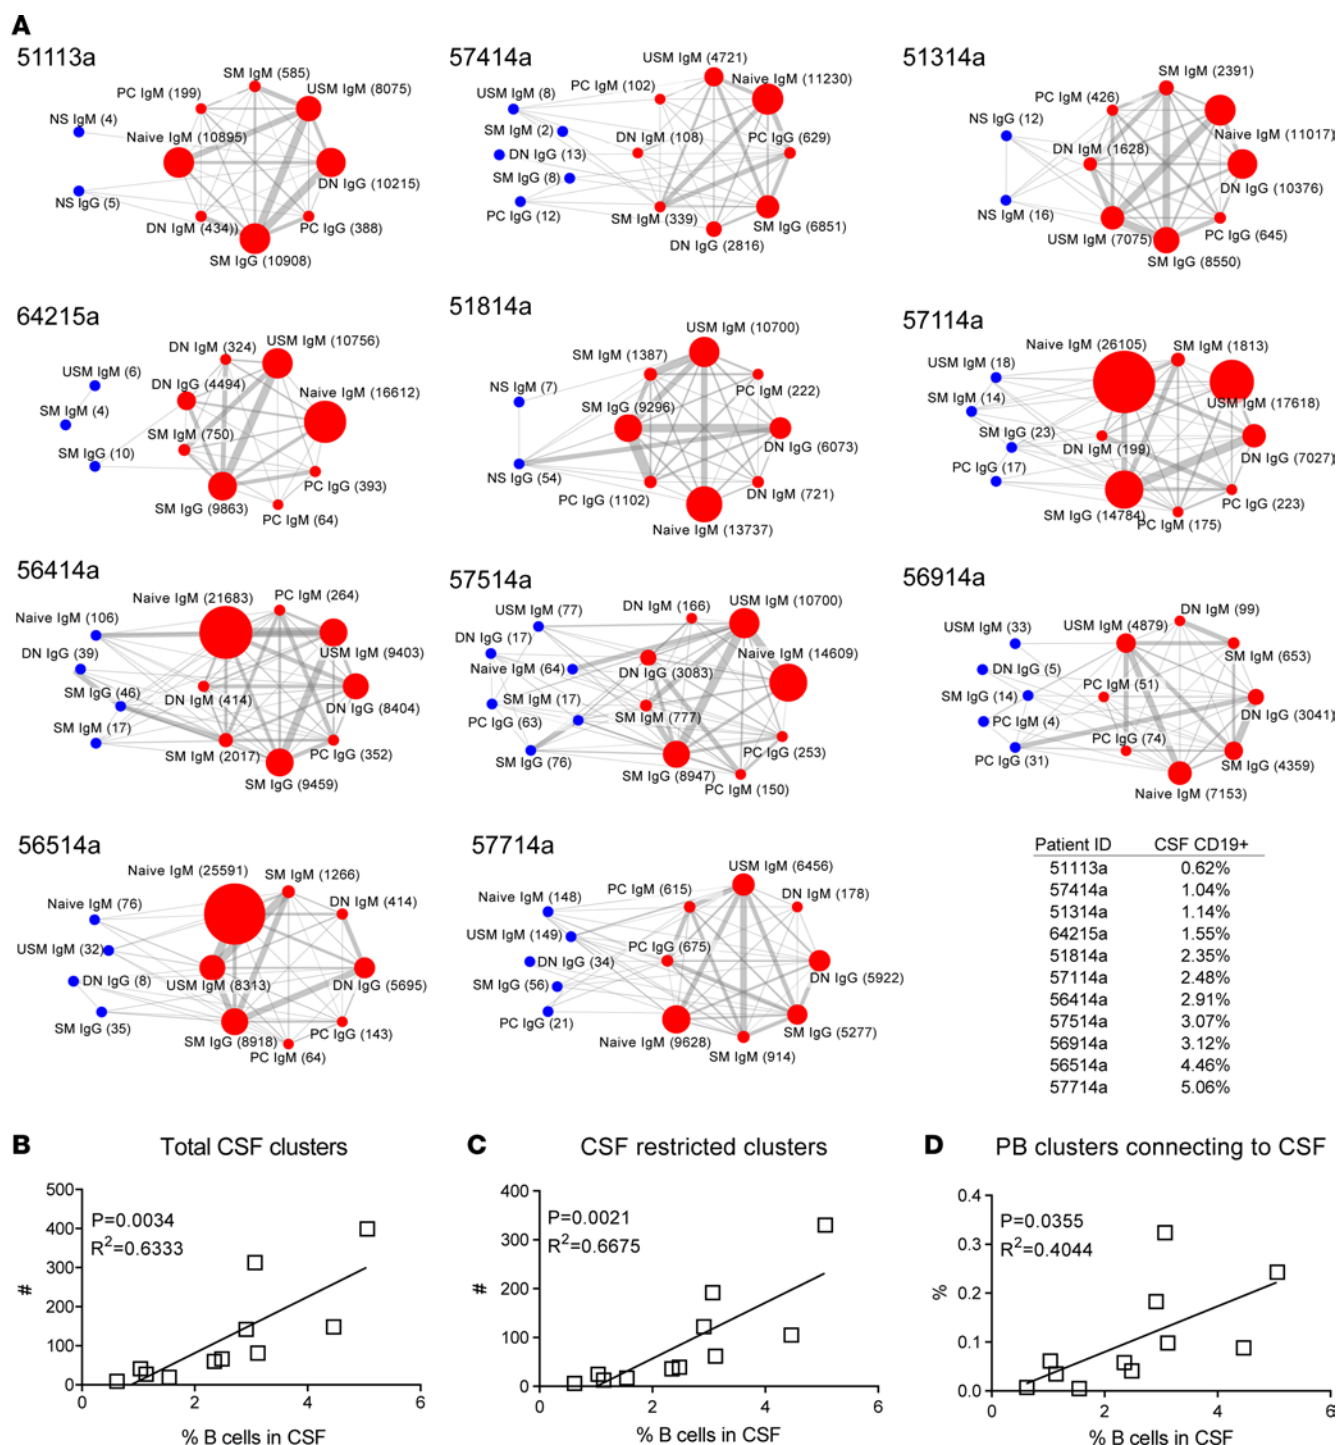 A
51113a
SM IgM (585)
USM IgM (8075)
PC IgM (199)
NS IgM (4)
Naive IgM (10895)
DN IgG (10215)
NS IgG (5)
DN IgM (434))
PC IgG (388)
SM IgG (10908)
57414a
USM IgM (4721)
Naive IgM (11230)
PC IgM (102)
USM IgM (8)
SM IgM (2)
DN IgM (108)
PC IgG (629)
DN IgG (13)
SM IgG (8)
PC IgG (12)
SM IgM (339)
SM IgG (6851)
DN IgG (2816)
51314a
SM IgM (2391)
PC IgM (426)
NS IgG (12)
Naive IgM (11017)
DN IgM (1628)
DN IgG (10376)
NS IgM (16)
USM IgM (7075)
PC IgG (645)
SM IgG (8550)
64215a
DN IgM (324)
USM IgM (10756)
USM IgM (6)
DN IgG (4494)
Naive IgM (16612)
SM IgM (4)
SM IgM (750)
SM IgG (10)
PC IgG (393)
SM IgG (9863)
PC IgM (64)
51814a
USM IgM (10700)
SM IgM (1387)
NS IgM (7)
PC IgM (222)
SM IgG (9296)
DN IgG (6073)
NS IgG (54)
PC IgG (1102)
DN IgM (721)
Naive IgM (13737)
57114a
Naive IgM (26105)
SM IgM (1813)
USM IgM (18)
SM IgM (14)
USM IgM (17618)
SM IgG (23)
DN IgM (199)
DN IgG (7027)
PC IgG (17)
SM IgG (14784)
PC IgG (223)
PC IgM (175)
56414a
Naive IgM (21683)
PC IgM (264)
Naive IgM (106)
DN IgG (39)
USM IgM (9403)
SM IgG (46)
DN IgM (414)
DN IgG (8404)
SM IgM (17)
SM IgM (2017)
PC IgG (352)
SM IgG (9459)
57514a
USM IgM (10700)
USM IgM (77)
DN IgM (166)
DN IgG (17)
Naive IgM (14609)
Naive IgM (64)
DN IgG (3083)
SM IgM (17)
PC IgG (63)
SM IgM (777)
PC IgG (253)
SM IgG (76)
SM IgG (8947)
PC IgM (150)
56914a
DN IgM (99)
USM IgM (33)
USM IgM (4879)
SM IgM (653)
DN IgG (5)
PC IgM (51)
SM IgG (14)
DN IgG (3041)
PC IgM (4)
PC IgG (74)
PC IgG (31)
SM IgG (4359)
Naive IgM (7153)
56514a
Naive IgM (25591)
SM IgM (1266)
Naive IgM (76)
DN IgM (414)
USM IgM (32)
DN IgG (8)
USM IgM (8313)
DN IgG (5695)
SM IgG (35)
SM IgG (8918)
PC IgG (143)
PC IgM (64)
57714a
USM IgM (6456)
PC IgM (615)
DN IgM (178)
Naive IgM (148)
USM IgM (149)
PC IgG (675)
DN IgG (34)
DN IgG (5922)
SM IgG (56)
PC IgG (21)
Naive IgM (9628)
SM IgG (5277)
SM IgM (914)
Patient ID CSF CD19+
51113a 0.62%
57414a 1.04%
51314a 1.14%
64215a 1.55%
51814a 2.35%
57114a 2.48%
56414a 2.91%
57514a 3.07%
56914a 3.12%
56514a 4.46%
57714a 5.06%
B Total CSF clusters
500
400
300
200
100
0
#
P=0.0034
R2=0.6333
0 2 4 6
% B cells in CSF
C CSF restricted clusters
400
300
200
100
0
#
P=0.0021
R2=0.6675
0 2 4 6
% B cells in CSF
D PB clusters connecting to CSF
0.4
0.3
0.2
0.1
0.0
%
P=0.0355
R2=0.4044
0 2 4 6
% B cells in CSF